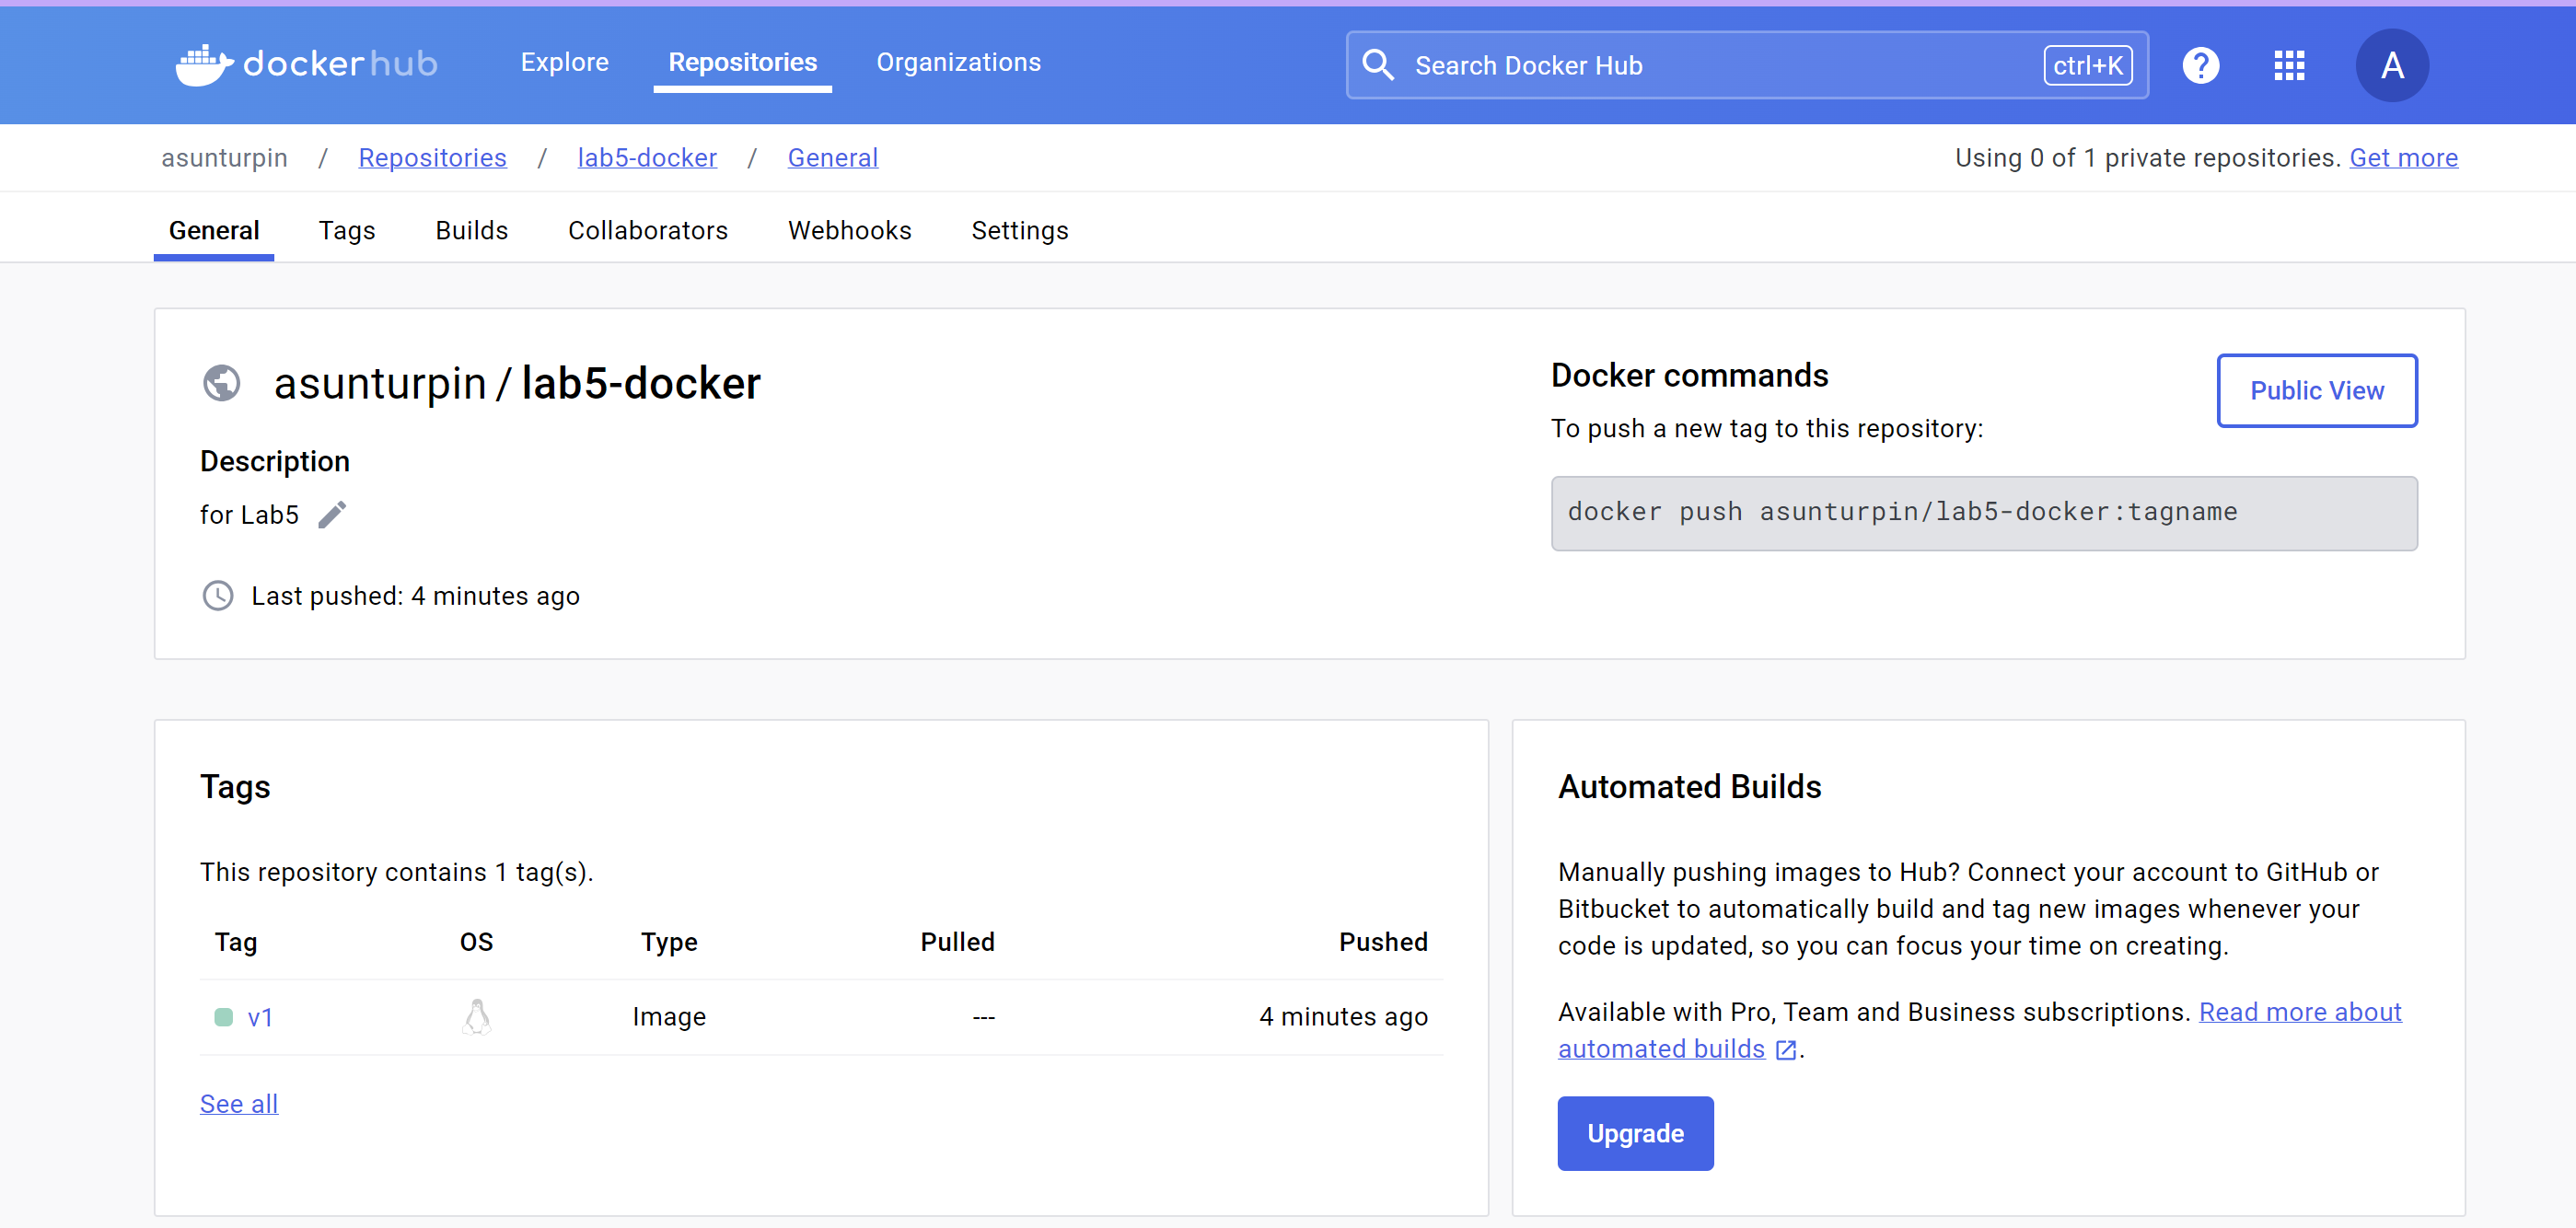 dockerhub Explore Repositories Organizations Search Docker Hub ctrl+K ? A
asunturpin / Repositories / lab5-docker / General Using 0 of 1 private repositories. Get more
General Tags Builds Collaborators Webhooks Settings
asunturpin / lab5-docker
Description
for Lab5
Last pushed: 4 minutes ago
Docker commands
Public View
To push a new tag to this repository:
docker push asunturpin/lab5-docker:tagname
Tags
This repository contains 1 tag(s).
Tag OS Type Pulled Pushed
v1 Image --- 4 minutes ago
See all
Automated Builds
Manually pushing images to Hub? Connect your account to GitHub or
Bitbucket to automatically build and tag new images whenever your
code is updated, so you can focus your time on creating.
Available with Pro, Team and Business subscriptions. Read more about
automated builds .
Upgrade